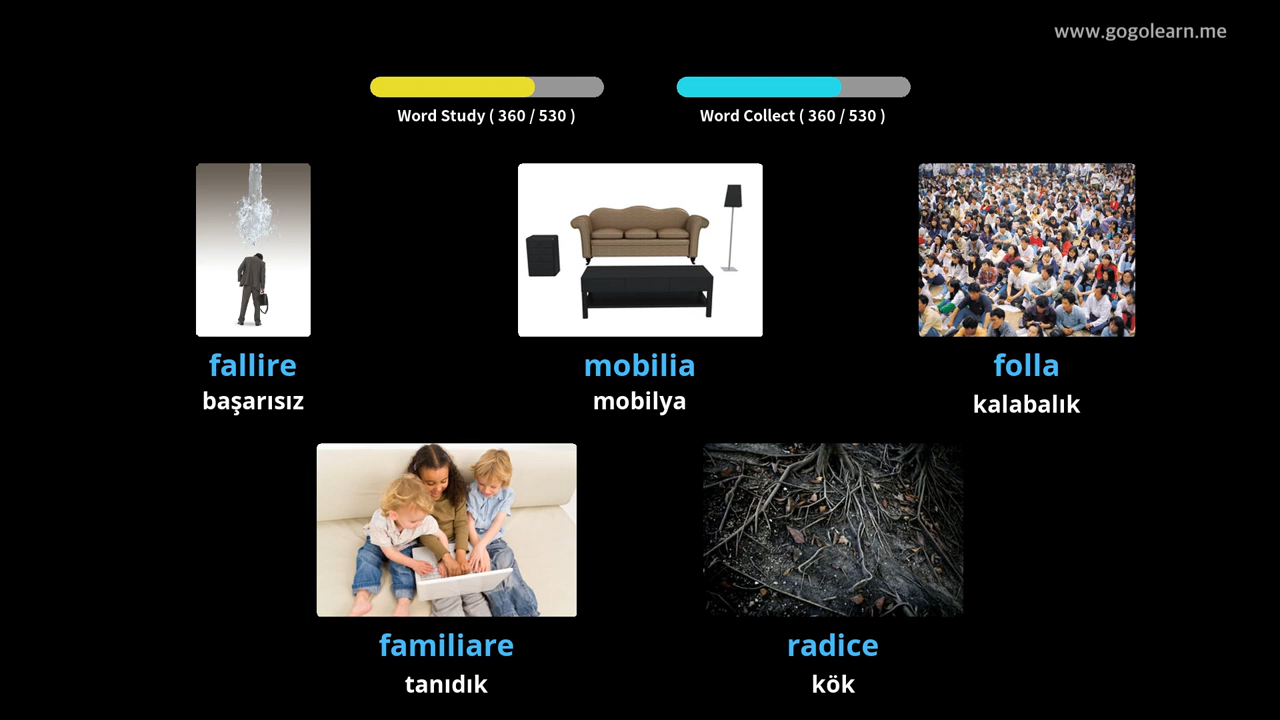 www.gogolearn.me
Word Study ( 360 / 530 )
Word Collect ( 360 / 530 )
fallire
başarısız
mobilia
mobilya
folla
kalabalık
familiare
tanıdık
radice
kök